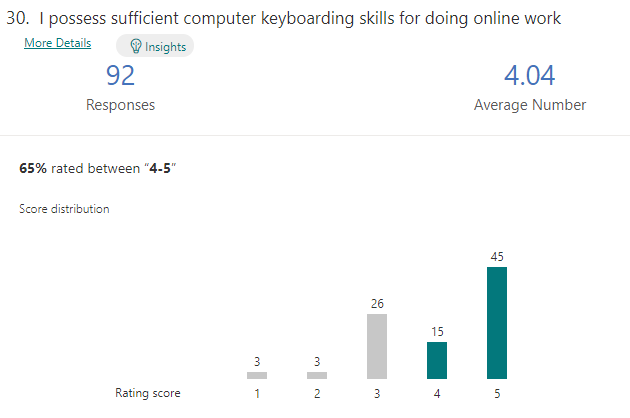 30. I possess sufficient computer keyboarding skills for doing online work
More Details
Insights
92
4.04
Responses
Average Number
65% rated between "4-5"
Score distribution
45
26
15
3
3
Rating score
1
2
3
4
5